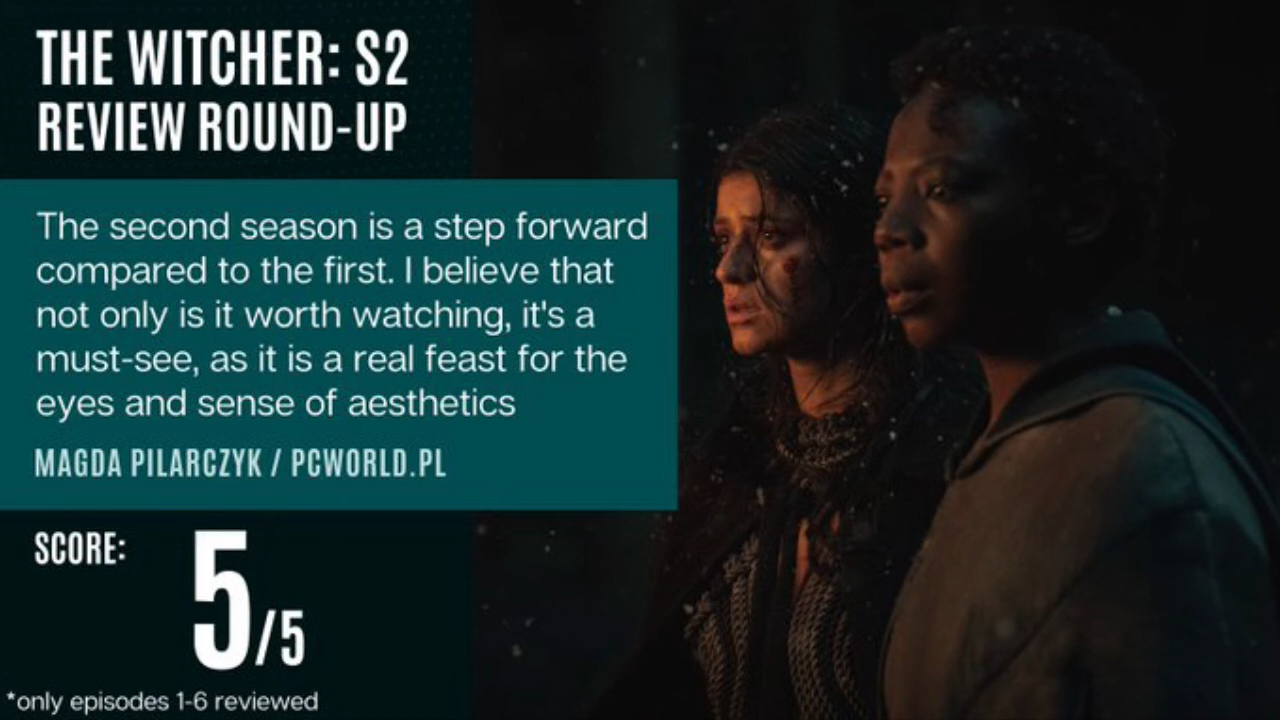 THE WITCHER: S2
REVIEW ROUND-UP
The second season is a step forward
compared to the first. I believe that
not only is it worth watching, it's a
must-see, as it is a real feast for the
eyes and sense of aesthetics
MAGDA PILARCZYK / PCWORLD.PL
SCORE:
5/5
*only episodes 1-6 reviewed